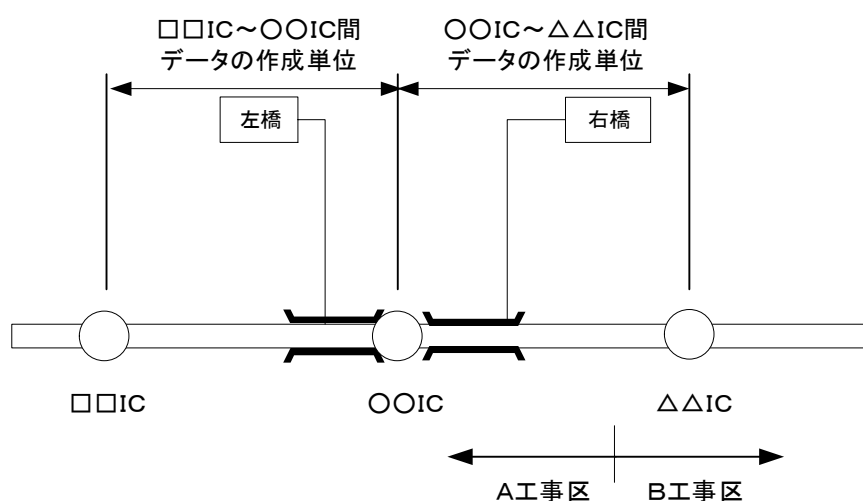 □□IC～○○IC間
データの作成単位
○○IC～△△IC間
データの作成単位
左橋
右橋
□□IC
○○IC
△△IC
A工事区
B工事区